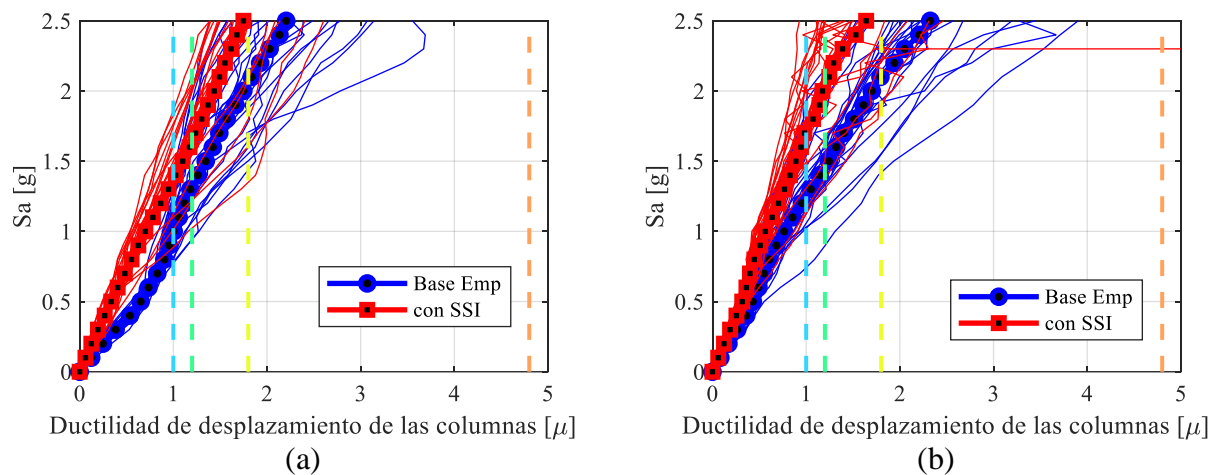 2.5
2
1.5
1
0.5
0
Sa [g]
Base Emp
con SSI
0 1 2 3 4 5
Ductilidad de desplazamiento de las columnas [μ]
(a)
2.5
2
1.5
1
0.5
0
Sa [g]
Base Emp
con SSI
0 1 2 3 4 5
Ductilidad de desplazamiento de las columnas [μ]
(b)